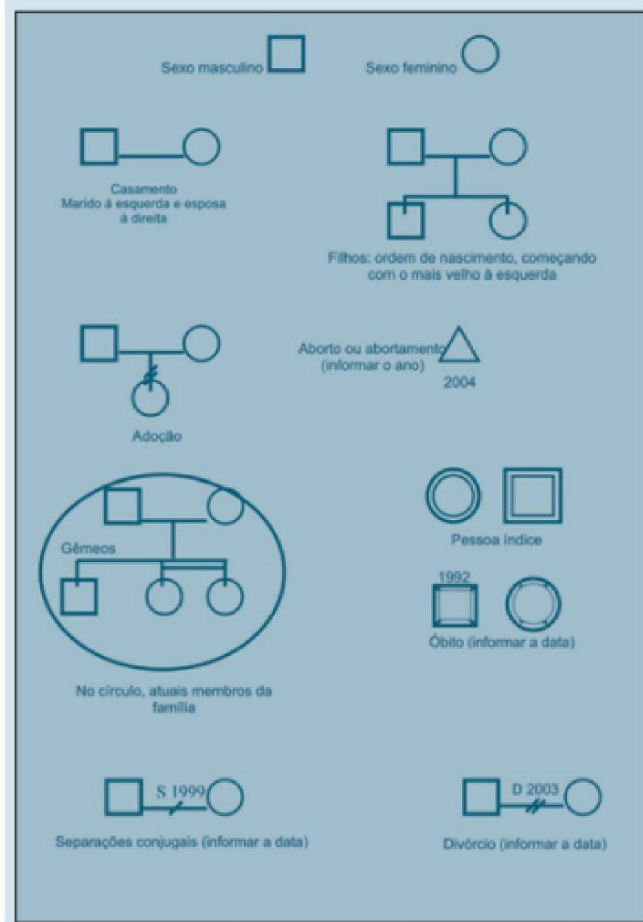 Sexo masculino
Sexo feminino
Casamento
Marido à esquerda e esposa
à direita
Filhos: ordem de nascimento, começando
com o mais velho à esquerda
Adoção
Aborto ou abortamento
(informar o ano)
2004
Gêmeos
No círculo, atuais membros da
família
Pessoa índice
1992
Óbito (informar a data)
S 1999
Separações conjugais (informar a data)
D 2003
Divórcio (informar a data)